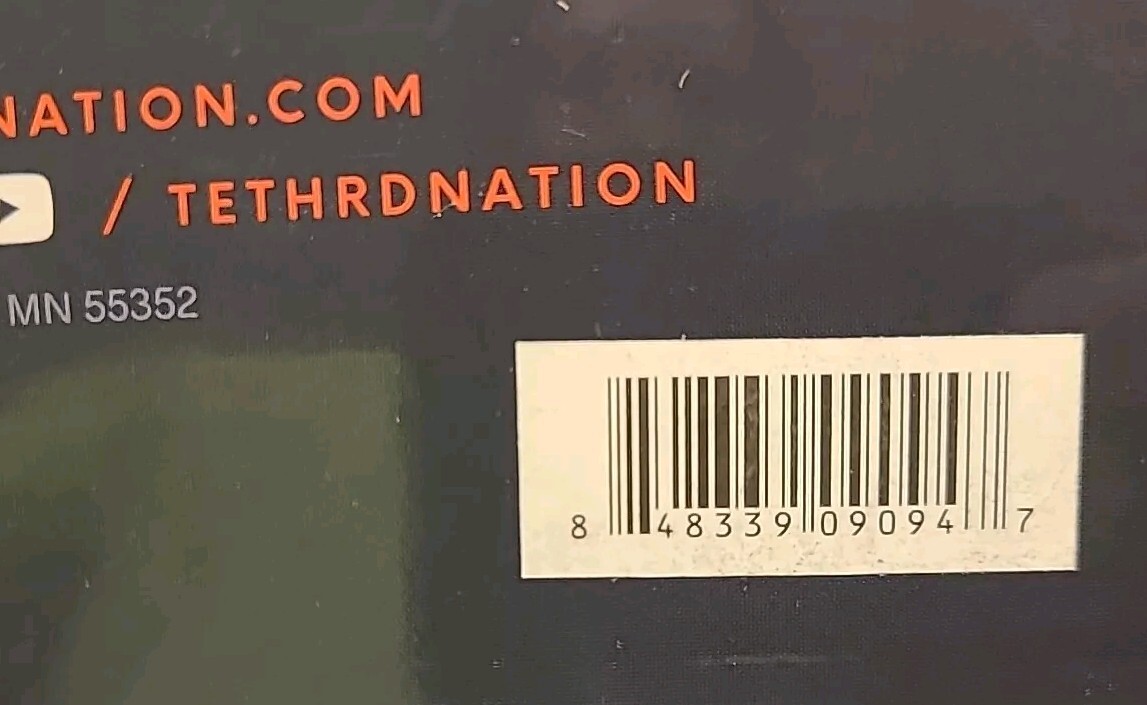 NATION.COM
/ TETHRDNATION
MN 55352
8 48339 09094 7